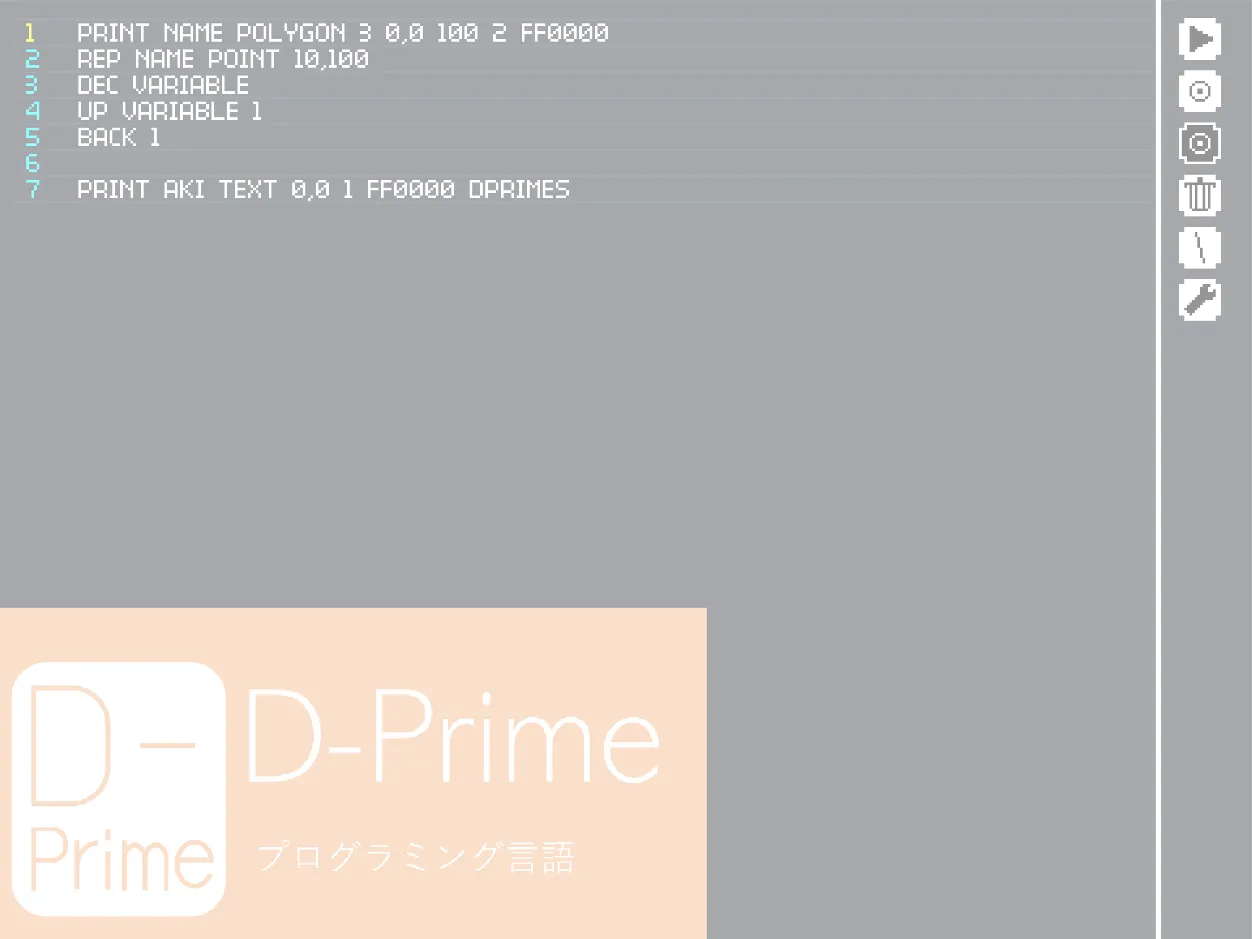 1 PRINT NAME POLYGON 3 0,0 100 2 FF0000
2 REP NAME POINT 10,100
3 DEC VARIABLE
4 UP VARIABLE 1
5 BACK 1
6
7 PRINT AKI TEXT 0,0 1 FF0000 DPRIMES
D-
Prime
D-Prime
プログラミング言語